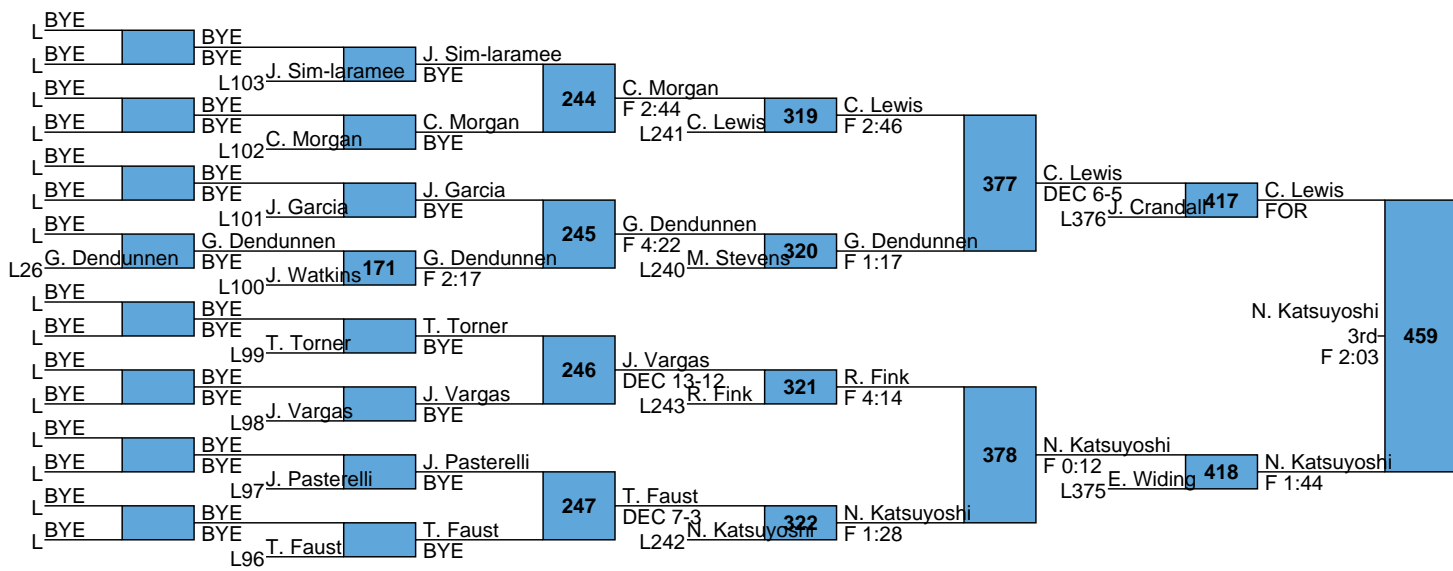 BYE
L
BYE
L
BYE
BYE
L103 J. Sim-laramee
J. Sim-laramee
BYE
BYE
L
BYE
L
BYE
BYE
L102 C. Morgan
C. Morgan
BYE
244
C. Morgan
F 2:44
L241 C. Lewis
319
C. Lewis
F 2:46
BYE
L
BYE
L
BYE
BYE
L101 J. Garcia
J. Garcia
BYE
BYE
L
L26 G. Dendunnen
G. Dendunnen
BYE
L100 J. Watkins
171
G. Dendunnen
F 2:17
245
G. Dendunnen
F 4:22
L240 M. Stevens
320
G. Dendunnen
F 1:17
377
C. Lewis
DEC 6-5
L376 J. Crandall
417
C. Lewis
FOR
BYE
L
BYE
L
BYE
BYE
L99 T. Torner
T. Torner
BYE
BYE
L
BYE
L
BYE
BYE
L98 J. Vargas
J. Vargas
BYE
246
J. Vargas
DEC 13-12
L243 R. Fink
321
R. Fink
F 4:14
BYE
L
BYE
L
BYE
BYE
L97 J. Pasterelli
J. Pasterelli
BYE
BYE
L
BYE
L
BYE
BYE
L96 T. Faust
T. Faust
BYE
247
T. Faust
DEC 7-3
L242 N. Katsuyoshi
322
N. Katsuyoshi
F 1:28
378
N. Katsuyoshi
F 0:12
L375 E. Widing
418
N. Katsuyoshi
F 1:44
N. Katsuyoshi
3rd
F 2:03
459